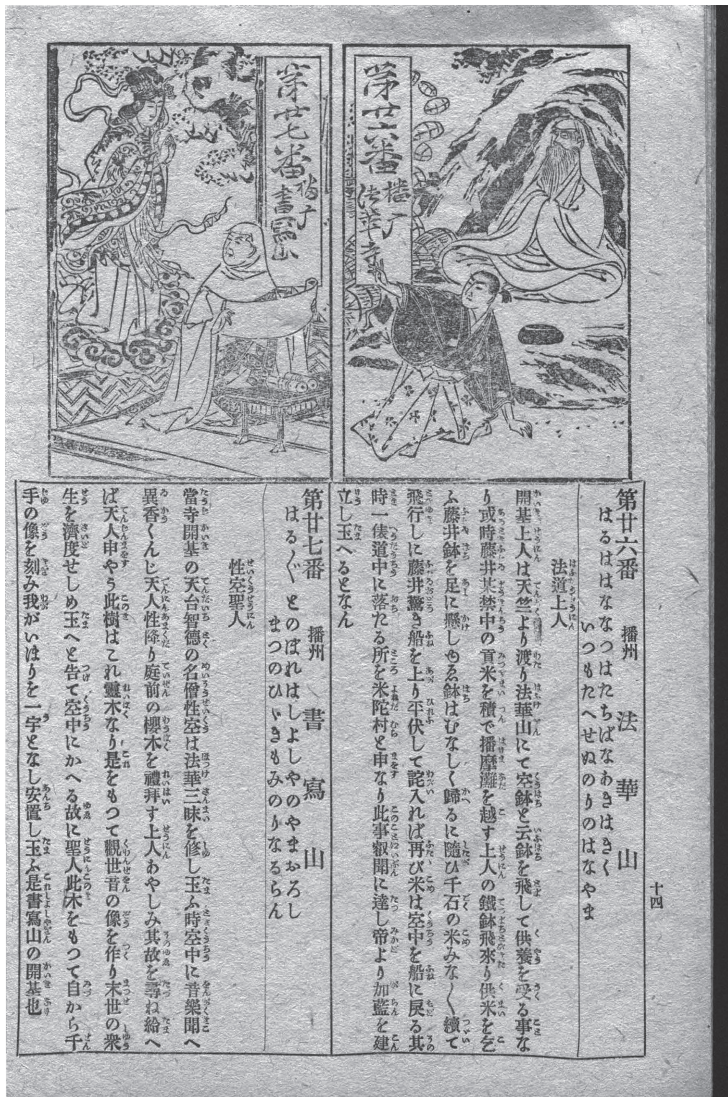 第廿六番
檀丁
法華寺
第廿七番
播丁
書寫山
第廿六番　播州　法華山
はるははななつはたちばなあきはきく
いつもたへせぬのりのはなやま
法道上人
開基上人は天竺より渡り法華山にて空鉢と云鉢を飛して供養を受る事な
り或時藤井某禁中の貢米を積で播摩灘を越す上人の鐵鉢飛來り供米を乞
ふ藤井鉢を足に懸しゆゑ鉢はむなしく歸るに隨ひ千石の米みな〳〵續て
飛行しに藤井驚き船を上り平伏して詫入れば再び米は空中を船に戻る其
時一俵道中に落たる所を米陀村と申なり此事叡聞に達し帝より加藍を建
立し玉へるとなん
第廿七番　播州　書寫山
はる〴〵とのぼれはしよしやのやまおろし
まつのひゞきもみのりなるらん
性空聖人
當寺開基の天台智德の名僧性空は法華三昧を修し玉ふ時空中に音樂聞へ
異香くんじ天人性降り庭前の櫻木を禮拜す上人あやしみ其故を尋ね給へ
ば天人申やう此樹はこれ靈木なり是をもつて觀世音の像を作り末世の衆
生を濟度せしめ玉へと告て空中にかへる故に聖人此木をもつて自から千
手の像を刻み我がいほりを一宇となし安置し玉ふ是書寫山の開基也
十四